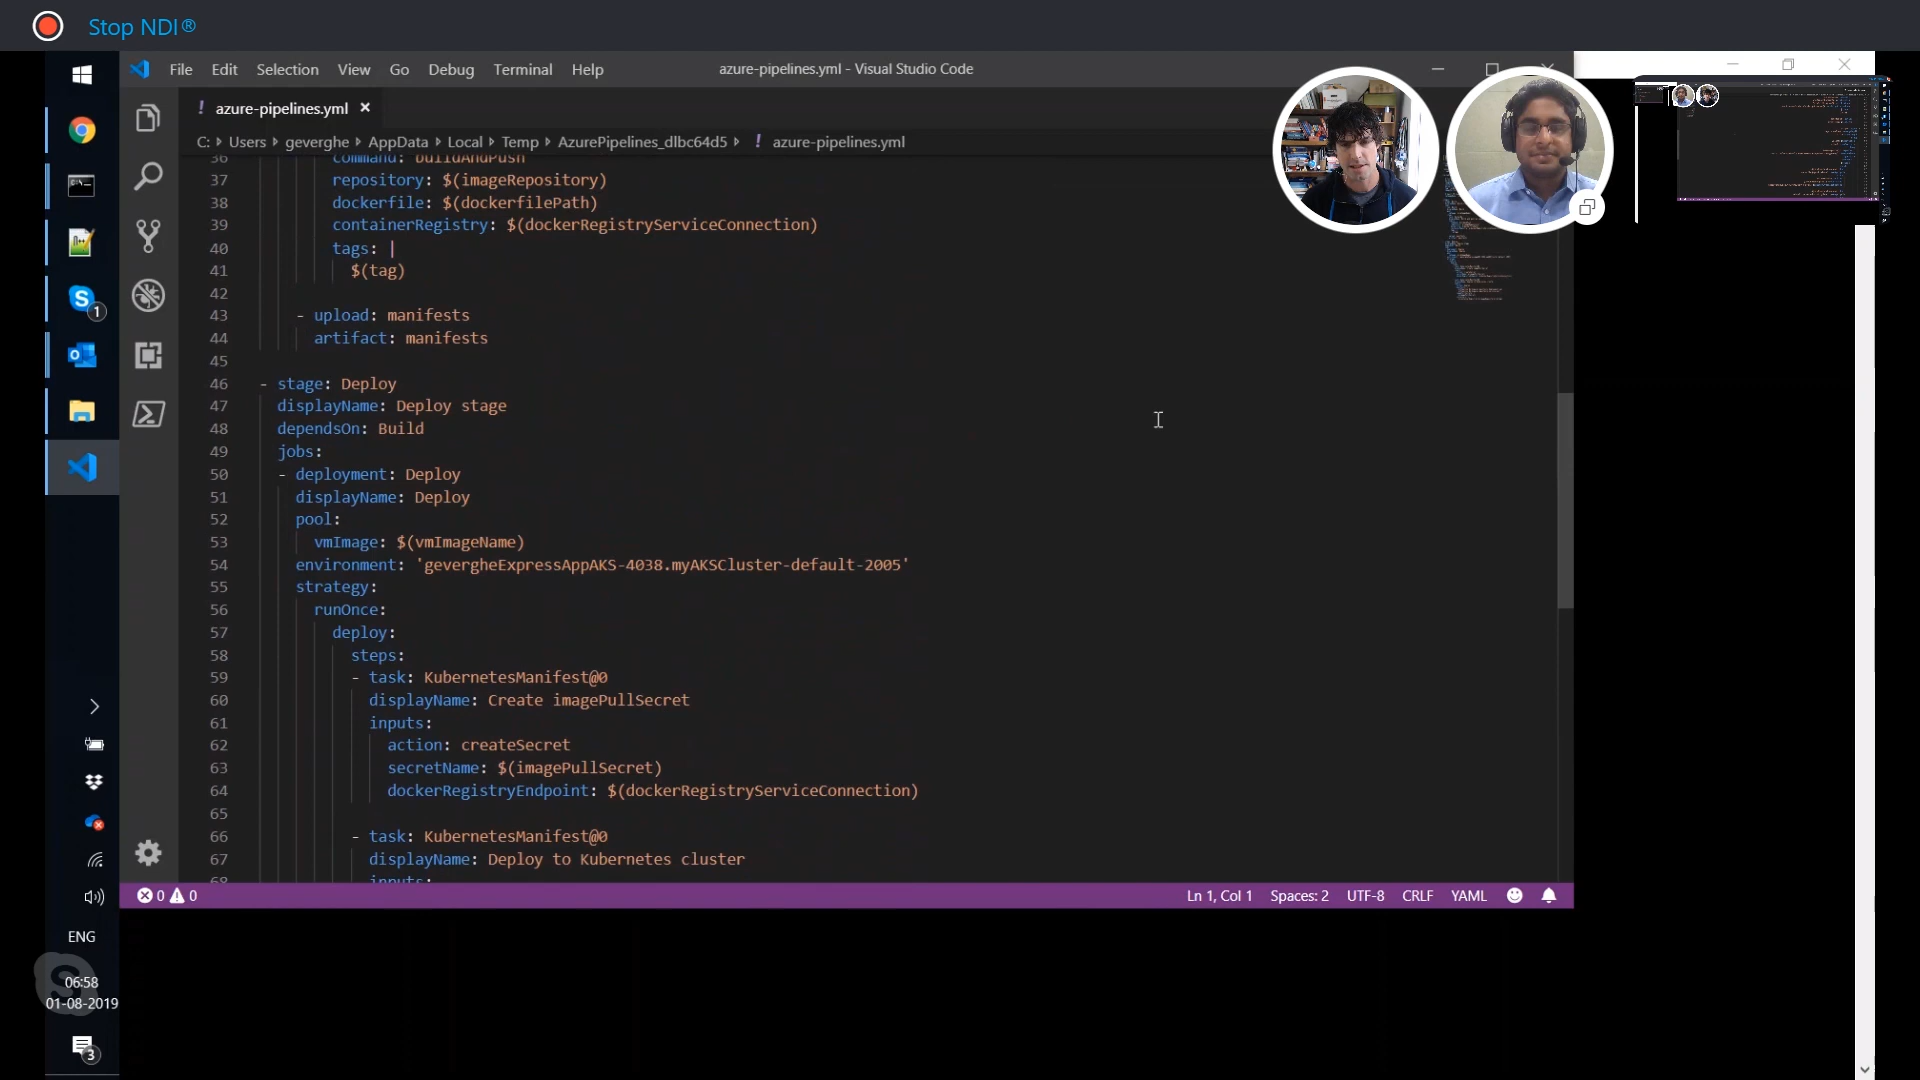 Stop NDI®
File Edit Selection View Go Debug Terminal Help
azure-pipelines.yml - Visual Studio Code
! azure-pipelines.yml ×
C: › Users › geverghe › AppData › Local › Temp › AzurePipelines_dlbc64d5 › ! azure-pipelines.yml
36 command: buildAndPush
37 repository: $(imageRepository)
38 dockerfile: $(dockerfilePath)
39 containerRegistry: $(dockerRegistryServiceConnection)
40 tags: |
41 $(tag)
42
43 - upload: manifests
44 artifact: manifests
45
46 - stage: Deploy
47 displayName: Deploy stage
48 dependsOn: Build
49 jobs:
50 - deployment: Deploy
51 displayName: Deploy
52 pool:
53 vmImage: $(vmImageName)
54 environment: 'gevergheExpressAppAKS-4038.myAKSCluster-default-2005'
55 strategy:
56 runOnce:
57 deploy:
58 steps:
59 - task: KubernetesManifest@0
60 displayName: Create imagePullSecret
61 inputs:
62 action: createSecret
63 secretName: $(imagePullSecret)
64 dockerRegistryEndpoint: $(dockerRegistryServiceConnection)
65
66 - task: KubernetesManifest@0
67 displayName: Deploy to Kubernetes cluster
68 inputs:
0 0
Ln 1, Col 1 Spaces: 2 UTF-8 CRLF YAML
1
ENG
06:58
01-08-2019
3